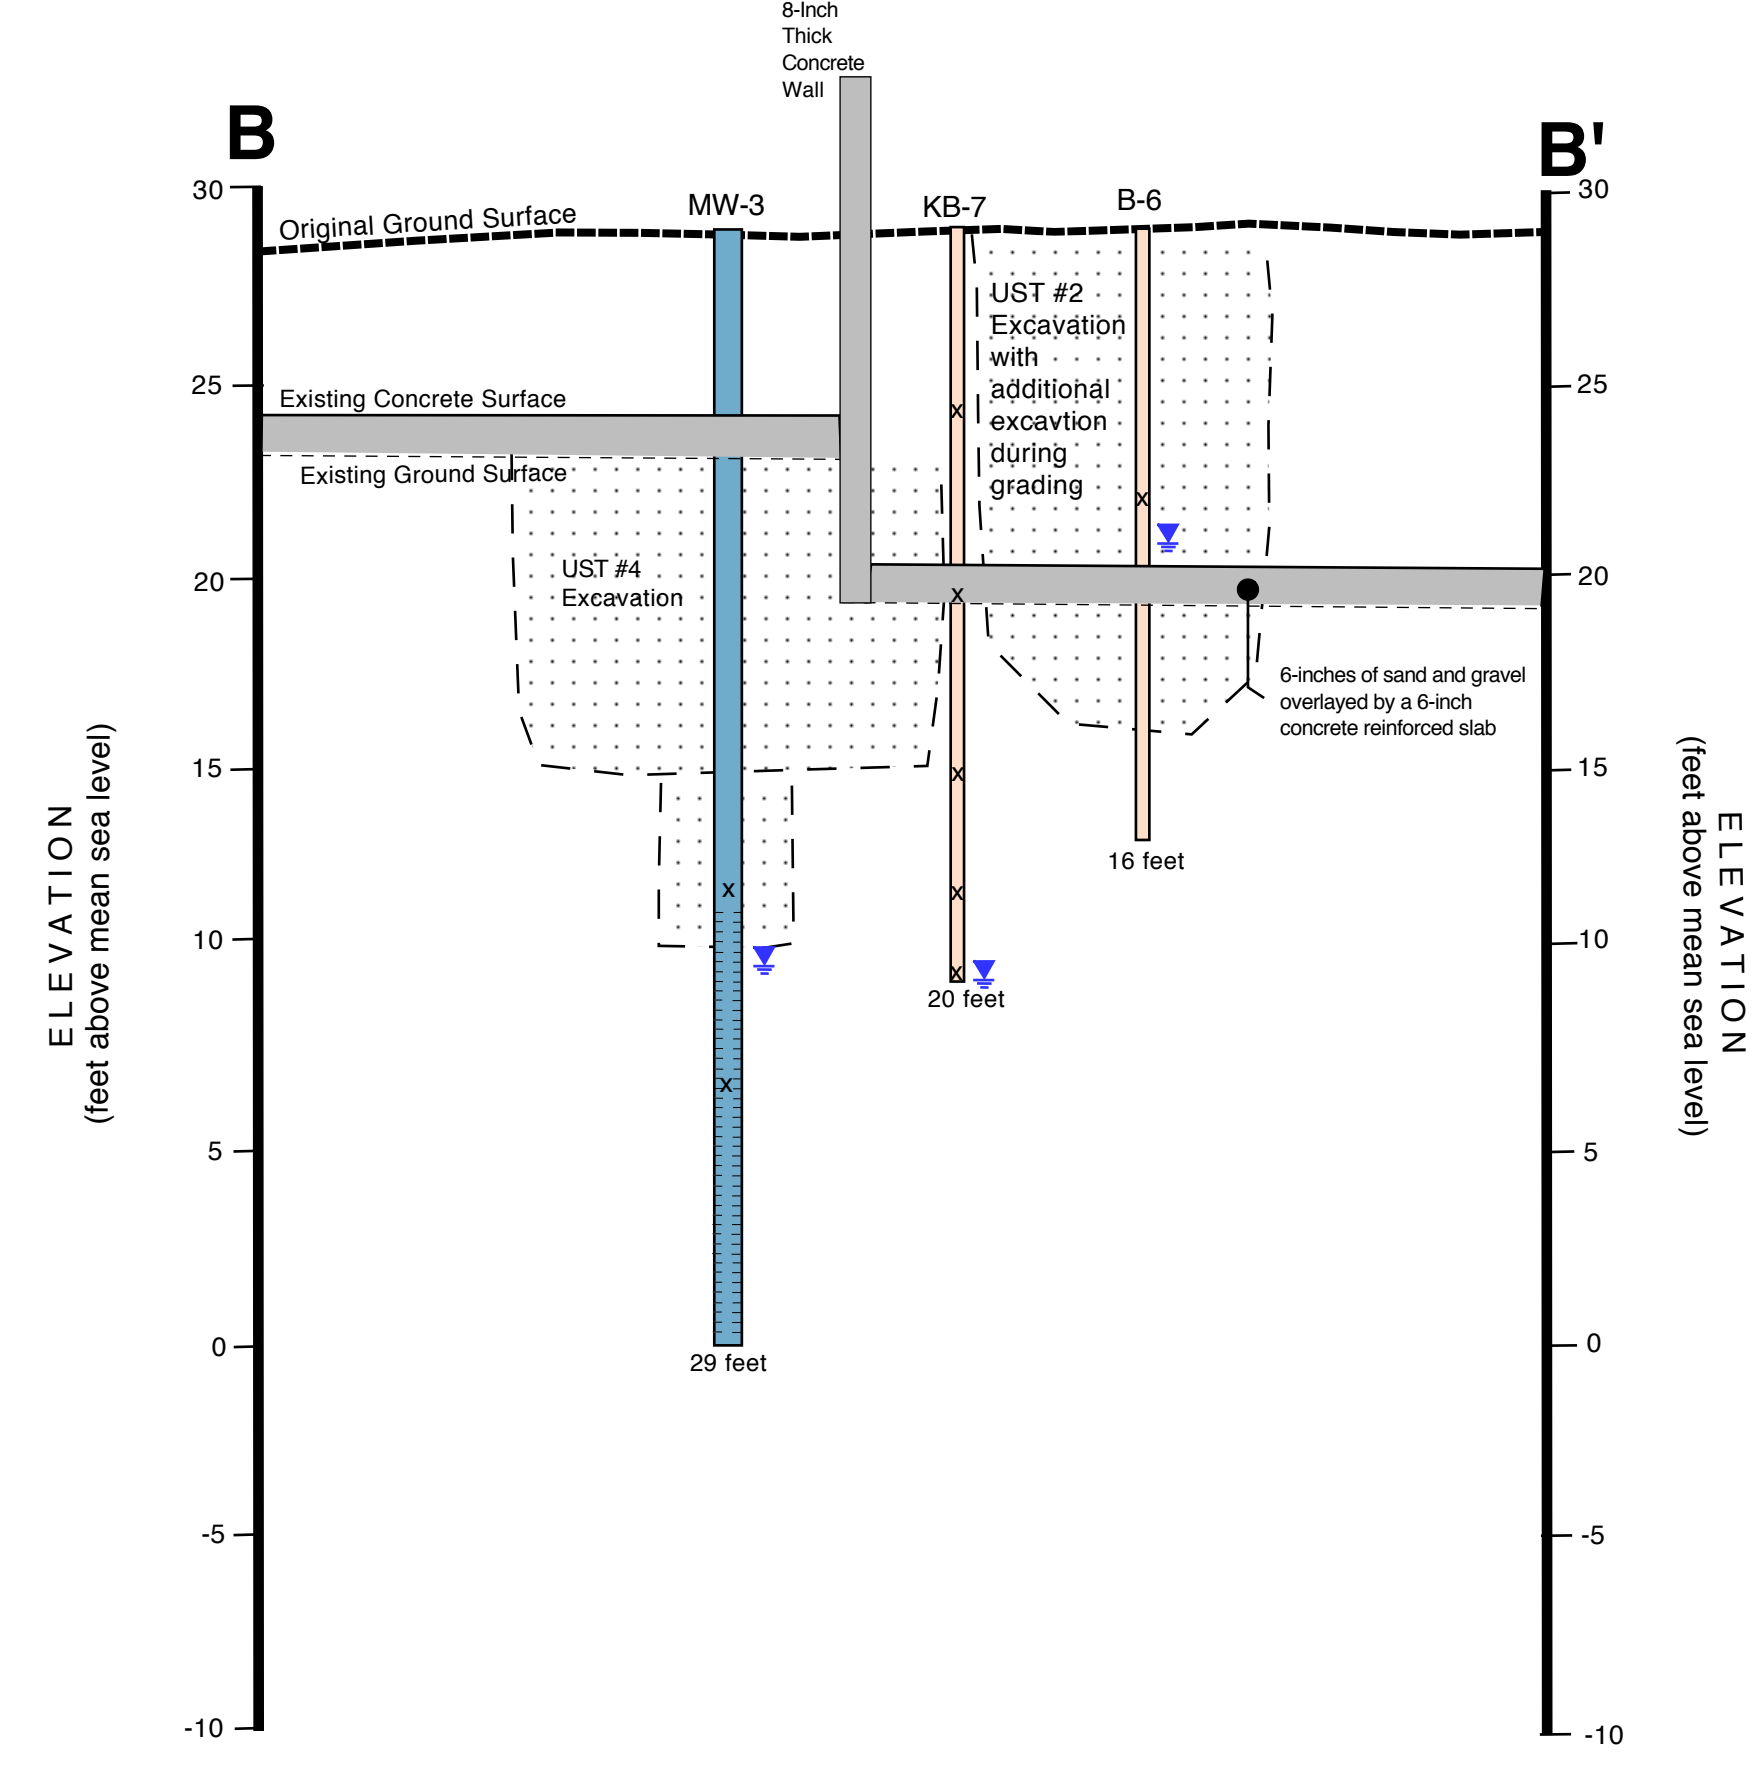 8-Inch
Thick
Concrete
Wall
B
B'
30
30
MW-3
KB-7
B-6
Original Ground Surface
UST #2
Excavation
with
additional
excavtion
during
grading
25
25
Existing Concrete Surface
x
Existing Ground Surface
x
UST #4
Excavation
20
20
x
6-inches of sand and gravel
overlayed by a 6-inch
concrete reinforced slab
15
15
x
16 feet
x
x
10
10
x
20 feet
x
ELEVATION
(feet above mean sea level)
ELEVATION
(feet above mean sea level)
5
5
0
0
29 feet
-5
-5
-10
-10